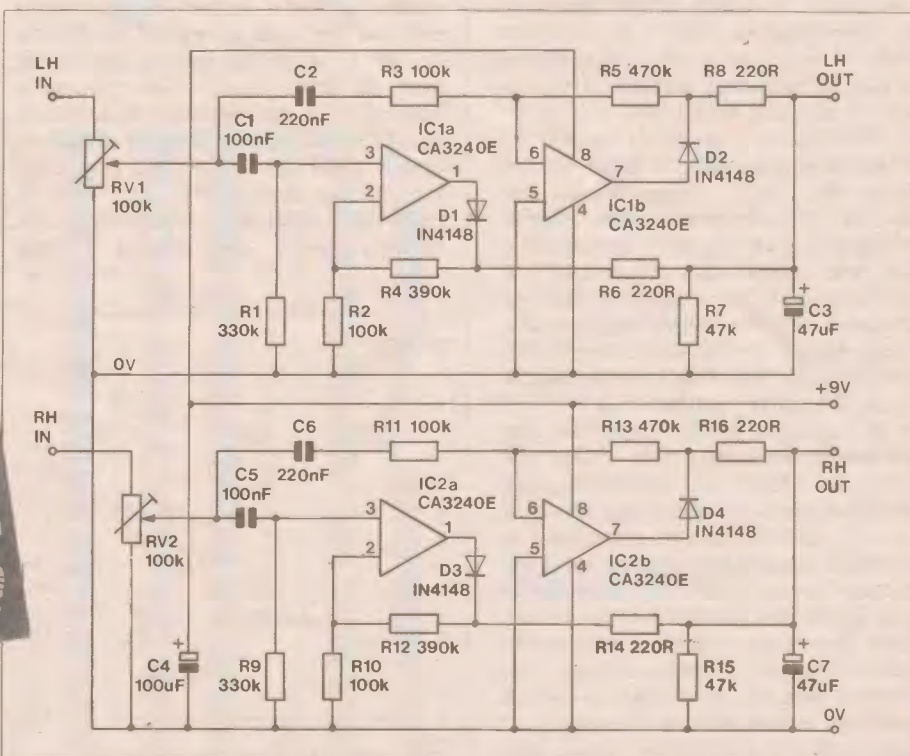 LH
IN
C2
220nF
R3 100k
R5 470k
R8 220R
LH
OUT
C1
100nF
IC1a
CA3240E
3
2
1
6
5
8
7
4
D2
IN4148
RV1
100k
D1
IN4148
IC1b
CA3240E
R4 390k
R6 220R
R1
330k
R2
100k
R7
47k
+
C3
47uF
0V
+9V
RH
IN
C6
220nF
R11 100k
R13 470k
R16 220R
RH
OUT
C5
100nF
IC2a
CA3240E
3
2
1
6
5
8
7
4
D4
IN4148
RV2
100k
D3
IN4148
IC2b
CA3240E
R12 390k
R14 220R
+
C4
100uF
R9
330k
R10
100k
R15
47k
+
C7
47uF
0V